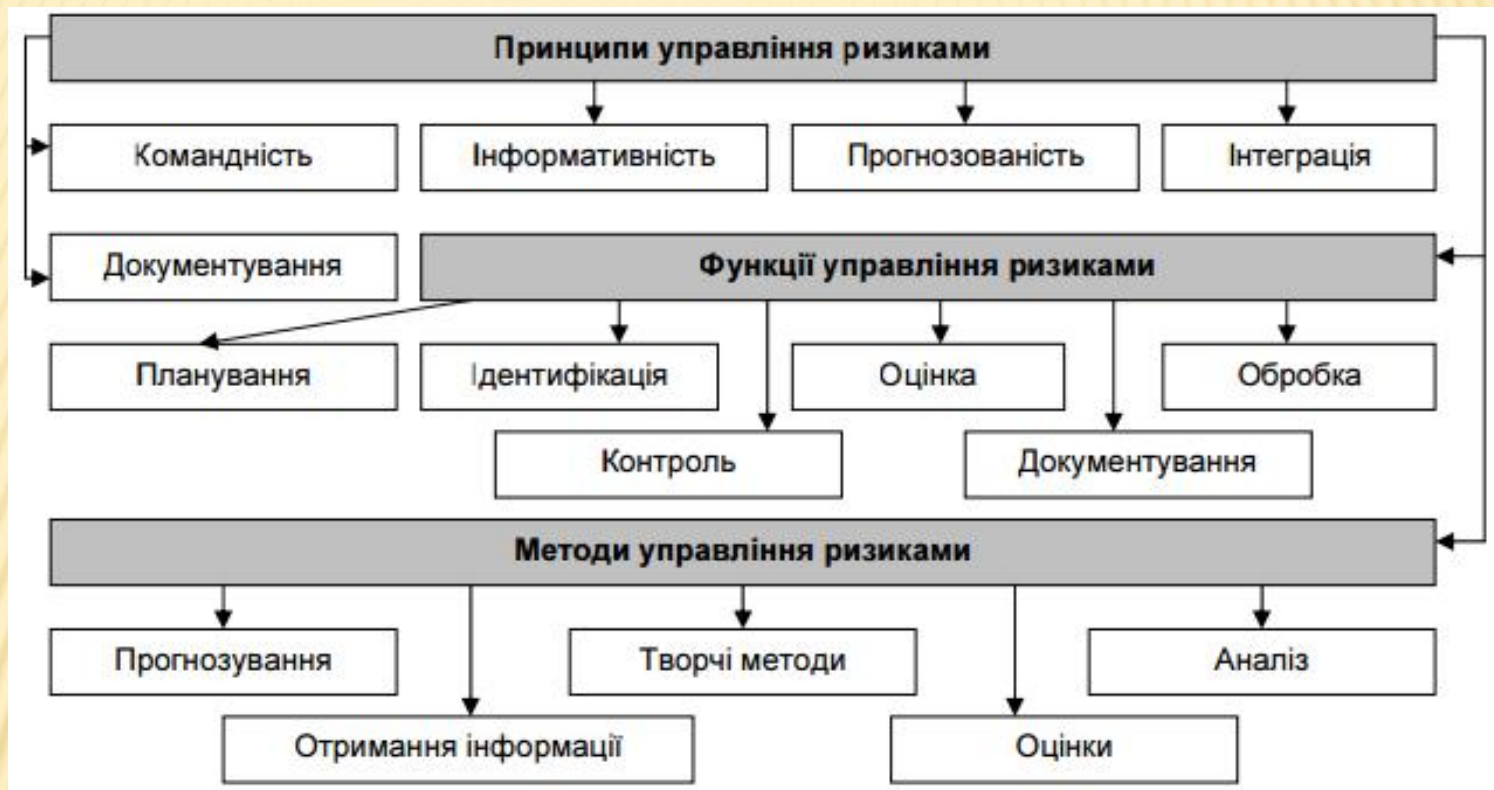 Принципи управління ризиками
Командність
Інформативність
Прогнозованість
Інтеграція
Документування
Функції управління ризиками
Планування
Ідентифікація
Оцінка
Обробка
Контроль
Документування
Методи управління ризиками
Прогнозування
Творчі методи
Аналіз
Отримання інформації
Оцінки